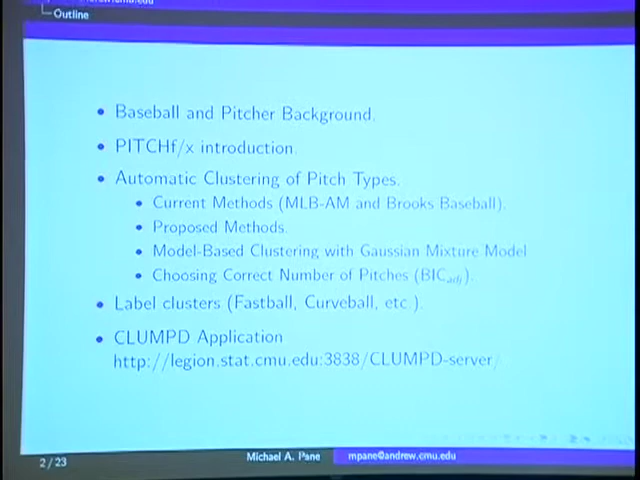 Outline
Baseball and Pitcher Background.
PITCHf/x introduction.
Automatic Clustering of Pitch Types.
Current Methods (MLB-AM and Brooks Baseball).
Proposed Methods.
Model-Based Clustering with Gaussian Mixture Model
Choosing Correct Number of Pitches (BICadj).
Label clusters (Fastball, Curveball, etc ).
CLUMPD Application
http://legion.stat.cmu.edu:3838/CLUMPD-server/
2 / 23
Michael A. Pane
mpane@andrew.cmu.edu